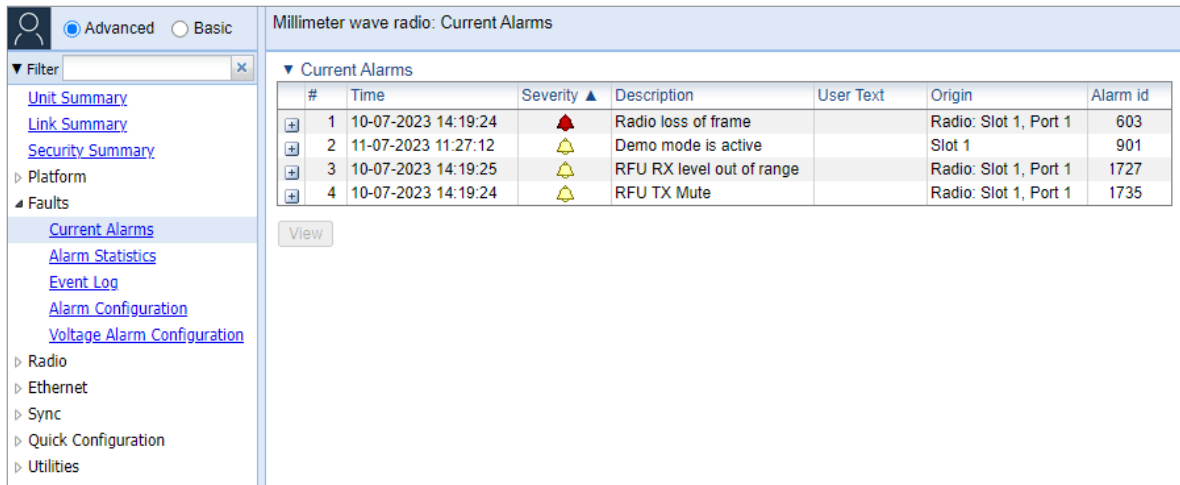 Advanced Basic
Millimeter wave radio: Current Alarms
▼ Filter
Unit Summary
Link Summary
Security Summary
Platform
Faults
Current Alarms
Alarm Statistics
Event Log
Alarm Configuration
Voltage Alarm Configuration
Radio
Ethernet
Sync
Quick Configuration
Utilities
▼ Current Alarms
# Time Severity ▲ Description User Text Origin Alarm id
1 10-07-2023 14:19:24 Radio loss of frame Radio: Slot 1, Port 1 603
2 11-07-2023 11:27:12 Demo mode is active Slot 1 901
3 10-07-2023 14:19:25 RFU RX level out of range Radio: Slot 1, Port 1 1727
4 10-07-2023 14:19:24 RFU TX Mute Radio: Slot 1, Port 1 1735
View